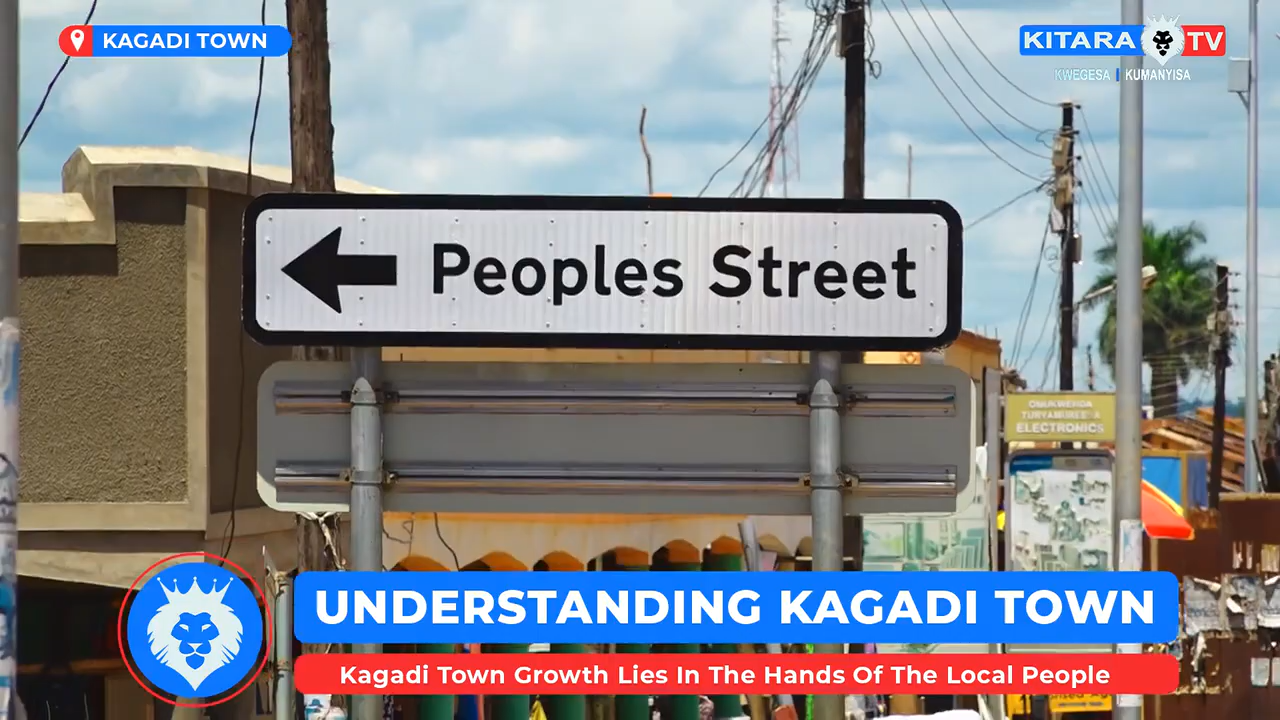 KAGADI TOWN
KITARA TV
KWEGESA | KUMANYISA
Peoples Street
TURYAMUREEBA
ELECTRONICS
UNDERSTANDING KAGADI TOWN
Kagadi Town Growth Lies In The Hands Of The Local People